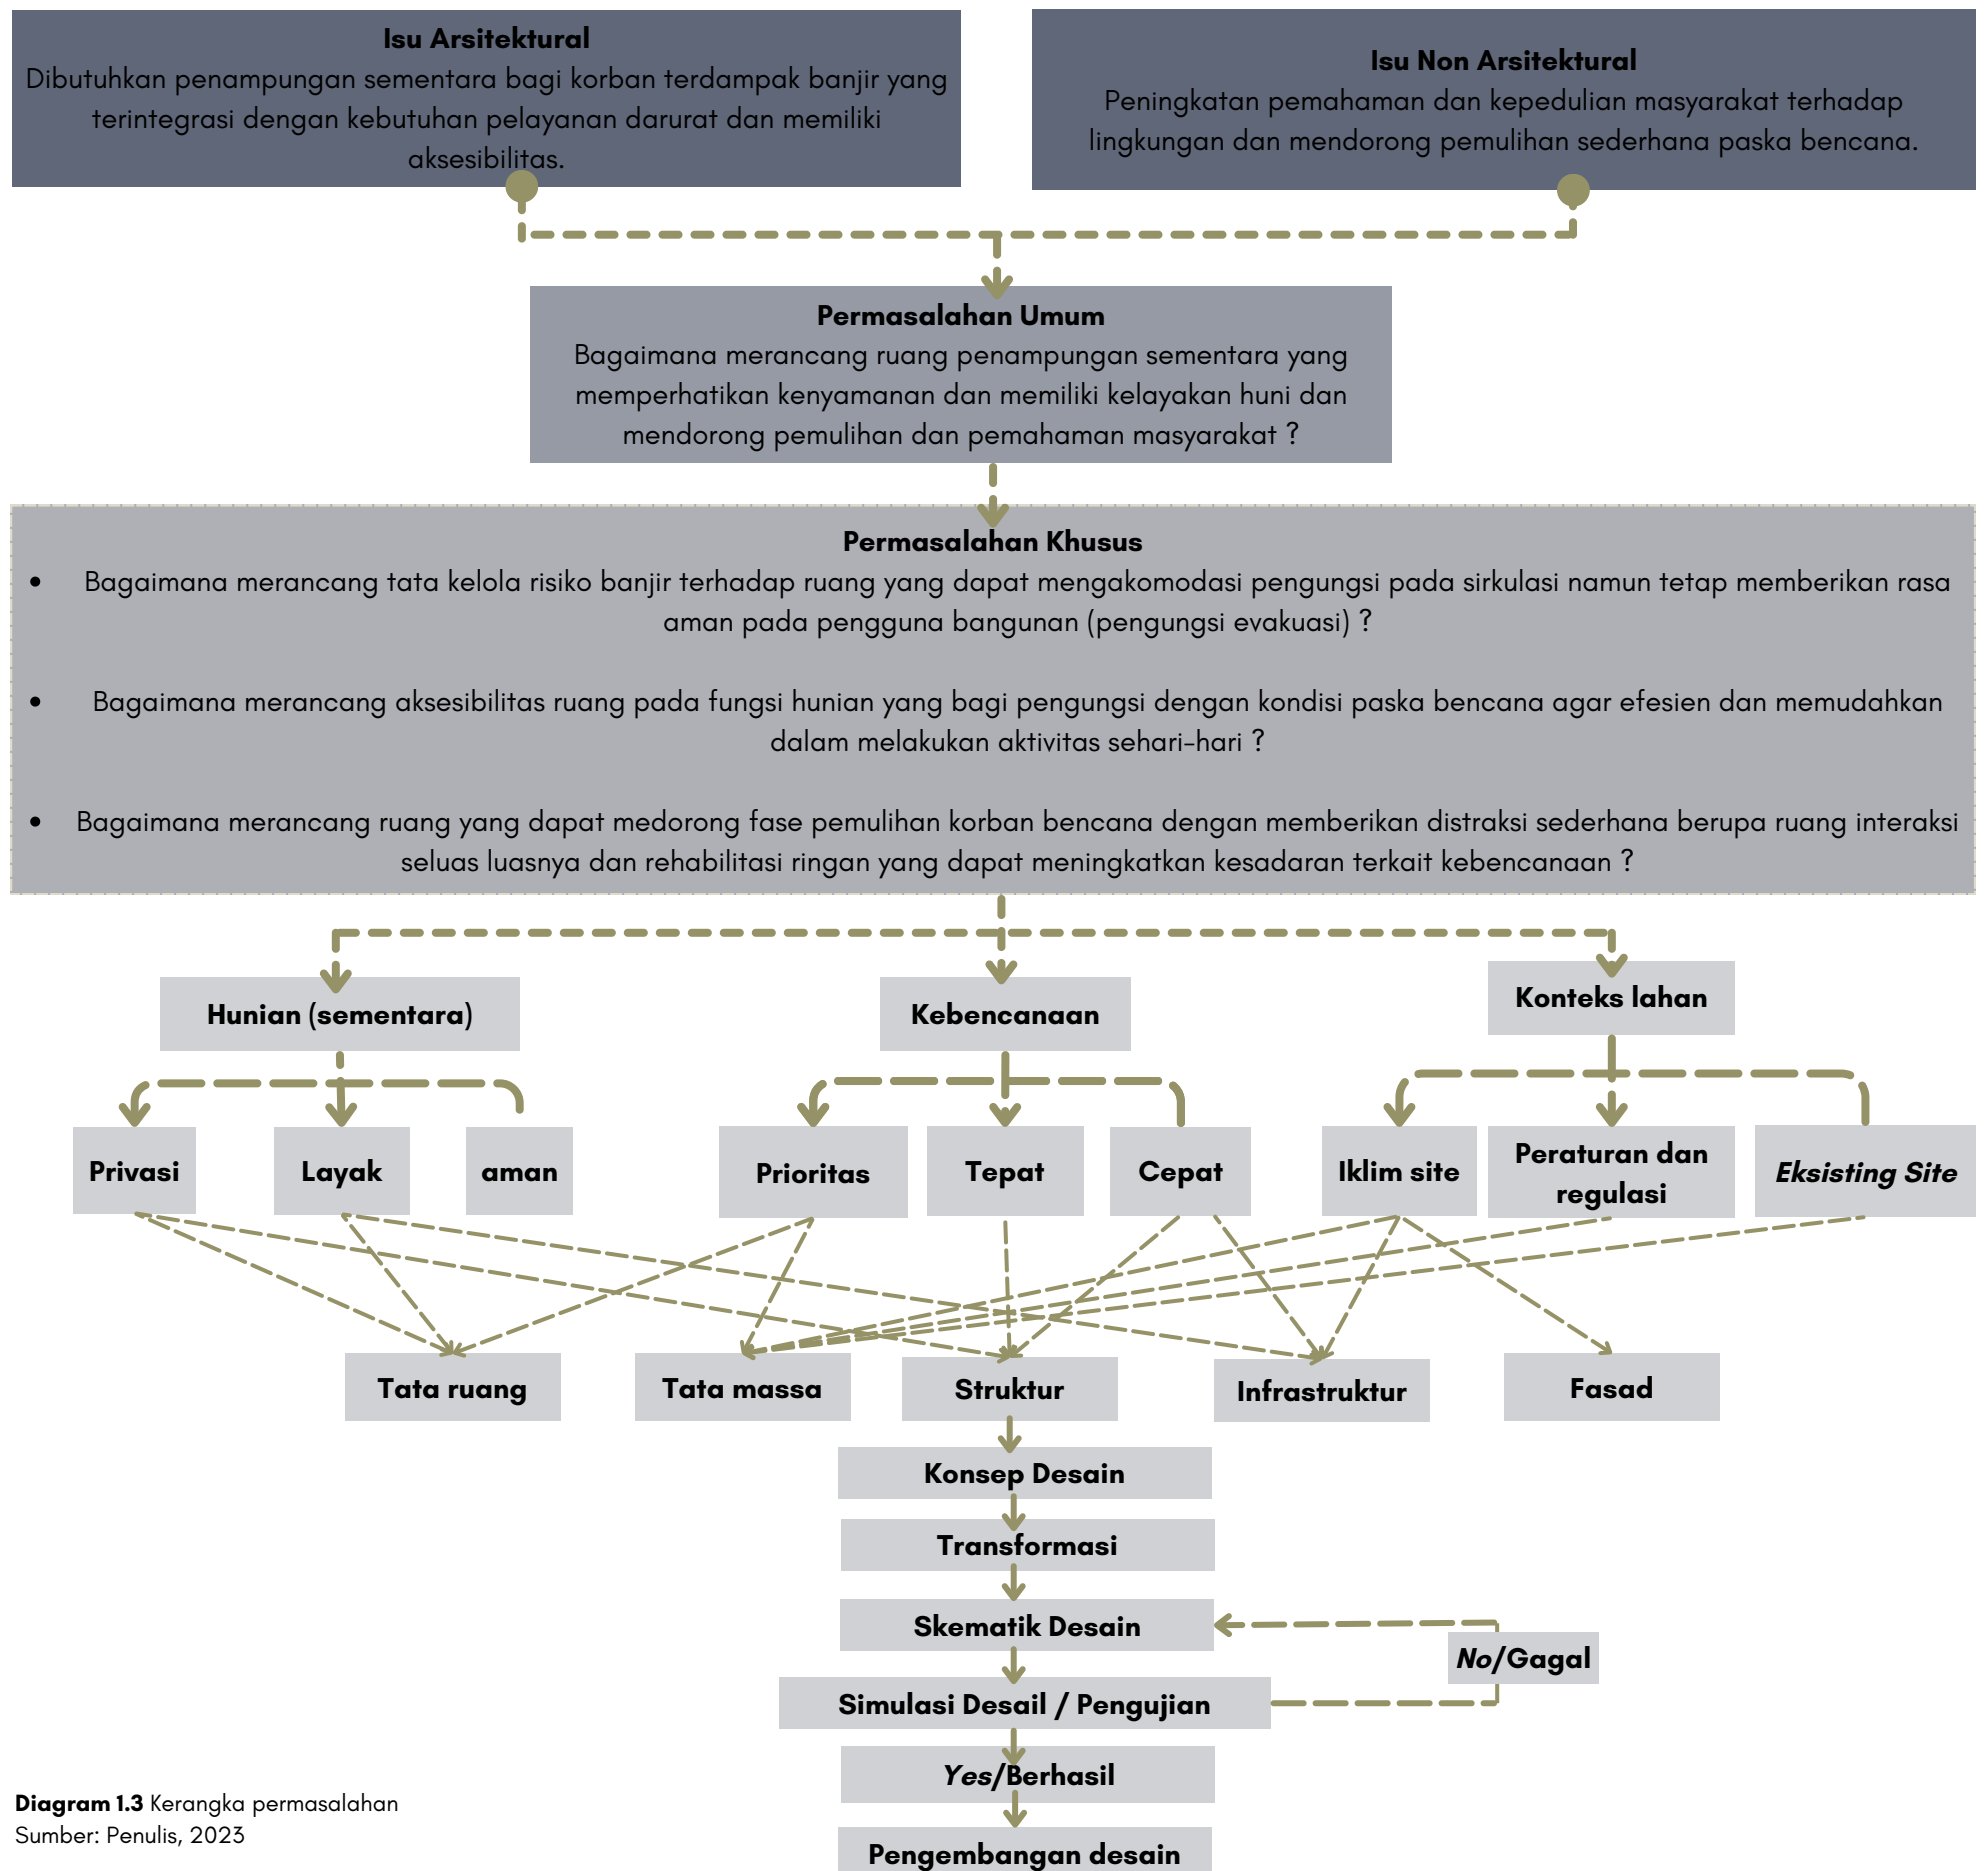 Isu Arsitektural
Dibutuhkan penampungan sementara bagi korban terdampak banjir yang
terintegrasi dengan kebutuhan pelayanan darurat dan memiliki
aksesibilitas.
Isu Non Arsitektural
Peningkatan pemahaman dan kepedulian masyarakat terhadap
lingkungan dan mendorong pemulihan sederhana paska bencana.
Permasalahan Umum
Bagaimana merancang ruang penampungan sementara yang
memperhatikan kenyamanan dan memiliki kelayakan huni dan
mendorong pemulihan dan pemahaman masyarakat ?
Permasalahan Khusus
• Bagaimana merancang tata kelola risiko banjir terhadap ruang yang dapat mengakomodasi pengungsi pada sirkulasi namun tetap memberikan rasa
aman pada pengguna bangunan (pengungsi evakuasi) ?
• Bagaimana merancang aksesibilitas ruang pada fungsi hunian yang bagi pengungsi dengan kondisi paska bencana agar efesien dan memudahkan
dalam melakukan aktivitas sehari-hari ?
• Bagaimana merancang ruang yang dapat medorong fase pemulihan korban bencana dengan memberikan distraksi sederhana berupa ruang interaksi
seluas luasnya dan rehabilitasi ringan yang dapat meningkatkan kesadaran terkait kebencanaan ?
Hunian (sementara)
Kebencanaan
Konteks lahan
Privasi
Layak
aman
Prioritas
Tepat
Cepat
Iklim site
Peraturan dan
regulasi
Eksisting Site
Tata ruang
Tata massa
Struktur
Infrastruktur
Fasad
Konsep Desain
Transformasi
Skematik Desain
No/Gagal
Simulasi Desail / Pengujian
Yes/Berhasil
Pengembangan desain
Diagram 1.3 Kerangka permasalahan
Sumber: Penulis, 2023